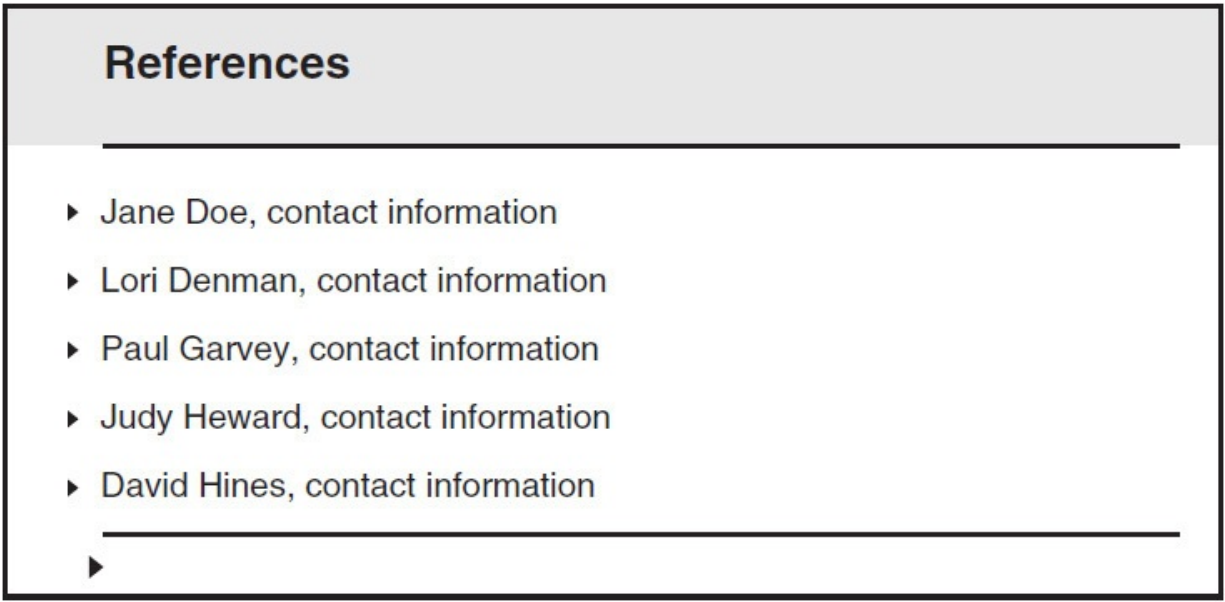 References
Jane Doe, contact information
Lori Denman, contact information
Paul Garvey, contact information
Judy Heward, contact information
David Hines, contact information